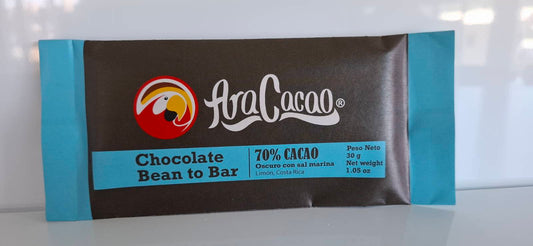 AraCacao®
Chocolate
Bean to Bar
70% CACAO
Oscuro con sal marina
Limón, Costa Rica
Peso Neto
30 g
Net weight
1.05 oz